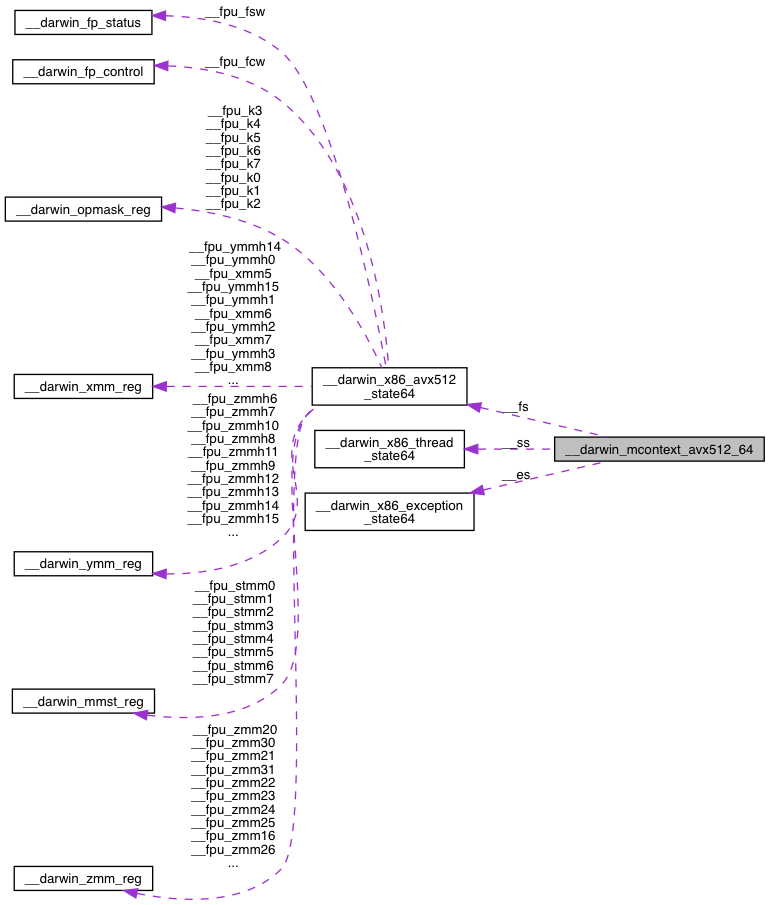 __darwin_fp_status
__fpu_fsw
__darwin_fp_control
__fpu_fcw
__fpu_k3
__fpu_k4
__fpu_k5
__fpu_k6
__fpu_k7
__fpu_k0
__fpu_k1
__fpu_k2
__darwin_opmask_reg
__fpu_ymmh14
__fpu_ymmh0
__fpu_xmm5
__fpu_ymmh15
__fpu_ymmh1
__fpu_xmm6
__fpu_ymmh2
__fpu_xmm7
__fpu_ymmh3
__fpu_xmm8
...
__darwin_xmm_reg
__darwin_x86_avx512
_state64
__fs
__fpu_zmmh6
__fpu_zmmh7
__fpu_zmmh10
__fpu_zmmh8
__fpu_zmmh11
__fpu_zmmh9
__fpu_zmmh12
__fpu_zmmh13
__fpu_zmmh14
__fpu_zmmh15
...
__darwin_x86_thread
_state64
__ss
__darwin_mcontext_avx512_64
__es
__darwin_x86_exception
_state64
__darwin_ymm_reg
__fpu_stmm0
__fpu_stmm1
__fpu_stmm2
__fpu_stmm3
__fpu_stmm4
__fpu_stmm5
__fpu_stmm6
__fpu_stmm7
__darwin_mmst_reg
__fpu_zmm20
__fpu_zmm30
__fpu_zmm21
__fpu_zmm31
__fpu_zmm22
__fpu_zmm23
__fpu_zmm24
__fpu_zmm25
__fpu_zmm16
__fpu_zmm26
...
__darwin_zmm_reg